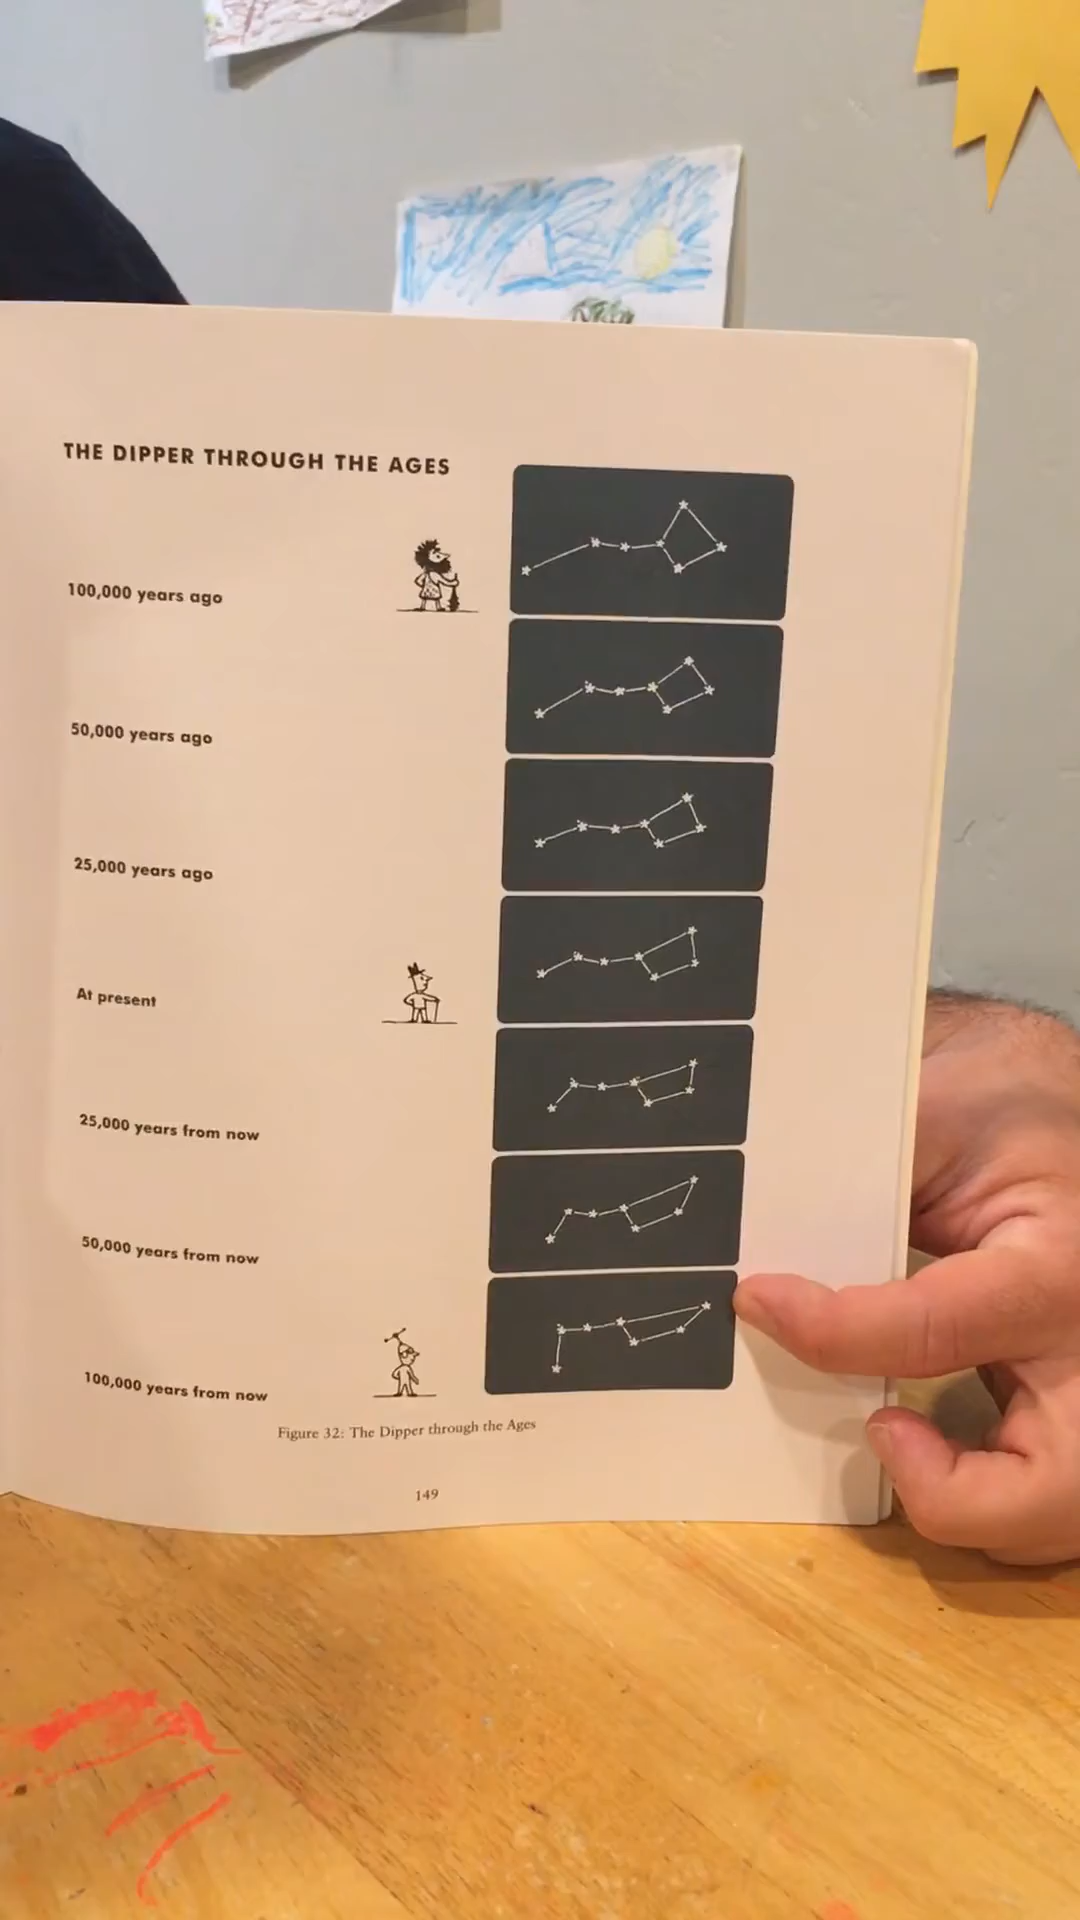 THE DIPPER THROUGH THE AGES
100,000 years ago
50,000 years ago
25,000 years ago
At present
25,000 years from now
50,000 years from now
100,000 years from now
Figure 32: The Dipper through the Ages
149